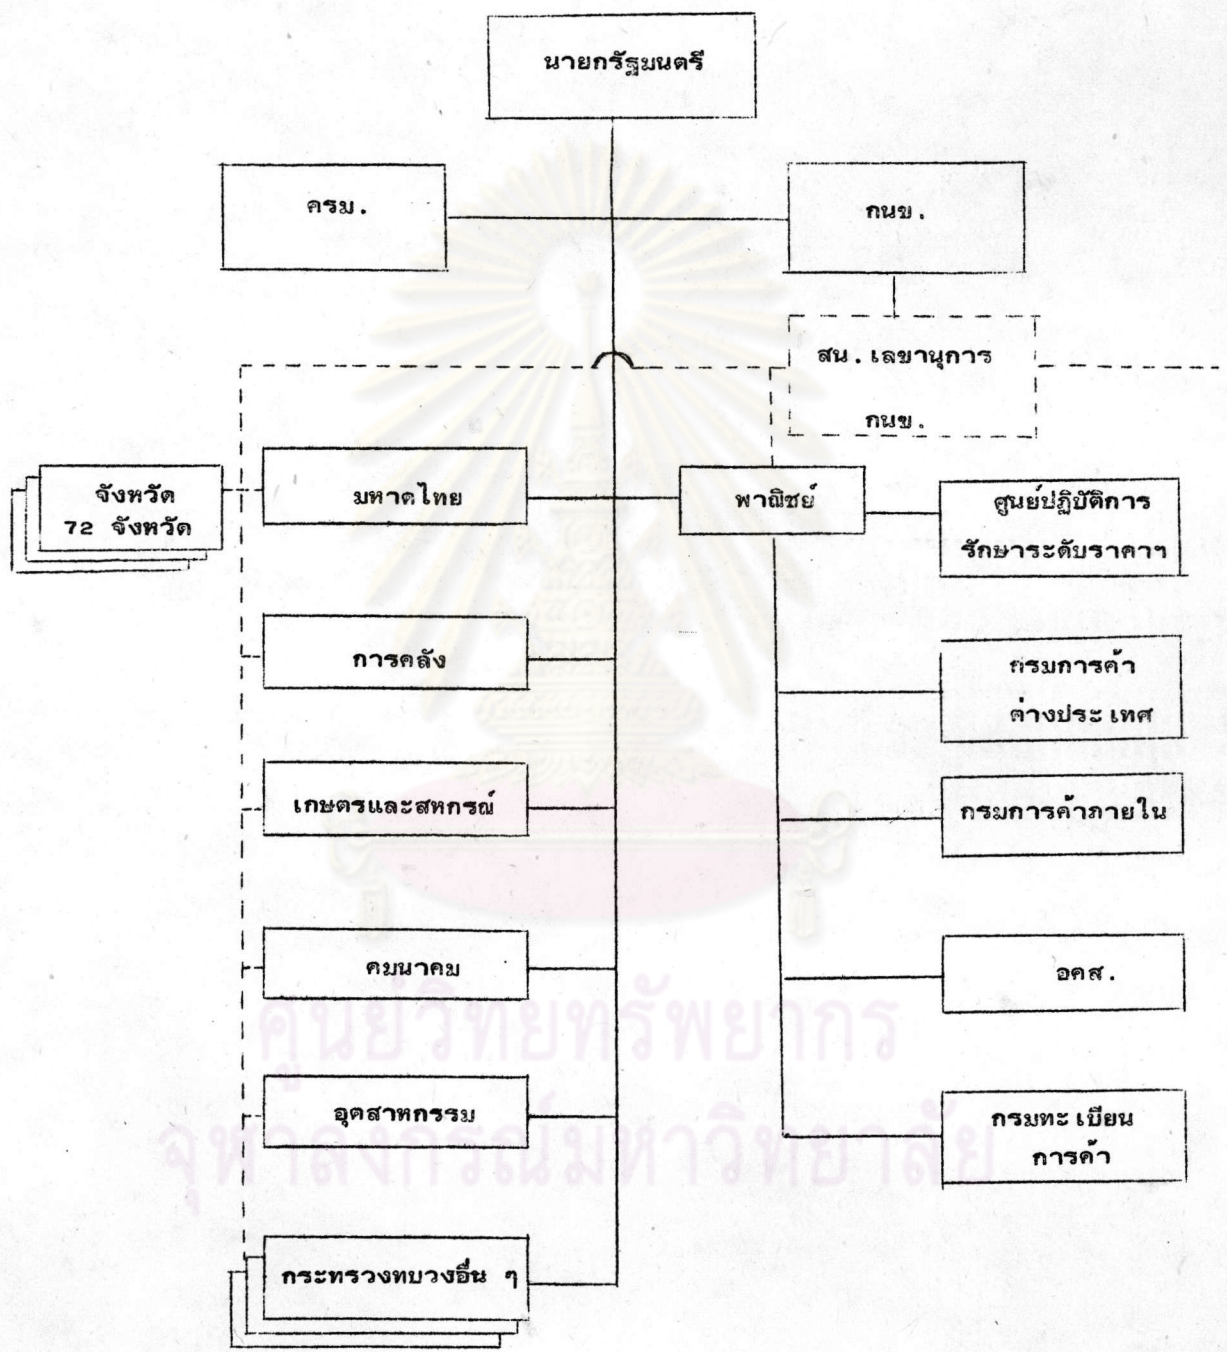 นายกรัฐมนตรี
ครม.
กนข.
สน.เลขานุการ
กนข.
จังหวัด
72 จังหวัด
มหาดไทย
พาณิชย์
ศูนย์ปฏิบัติการ
รักษาระดับราคาฯ
การคลัง
กรมการค้า
ต่างประเทศ
เกษตรและสหกรณ์
กรมการค้าภายใน
คมนาคม
อคส.
ศูนย์วิทยทรัพยากร
อุตสาหกรรม
กรมทะเบียน
การค้า
จุฬาลงกรณ์มหาวิทยาลัย
กระทรวงทบวงอื่น ๆ